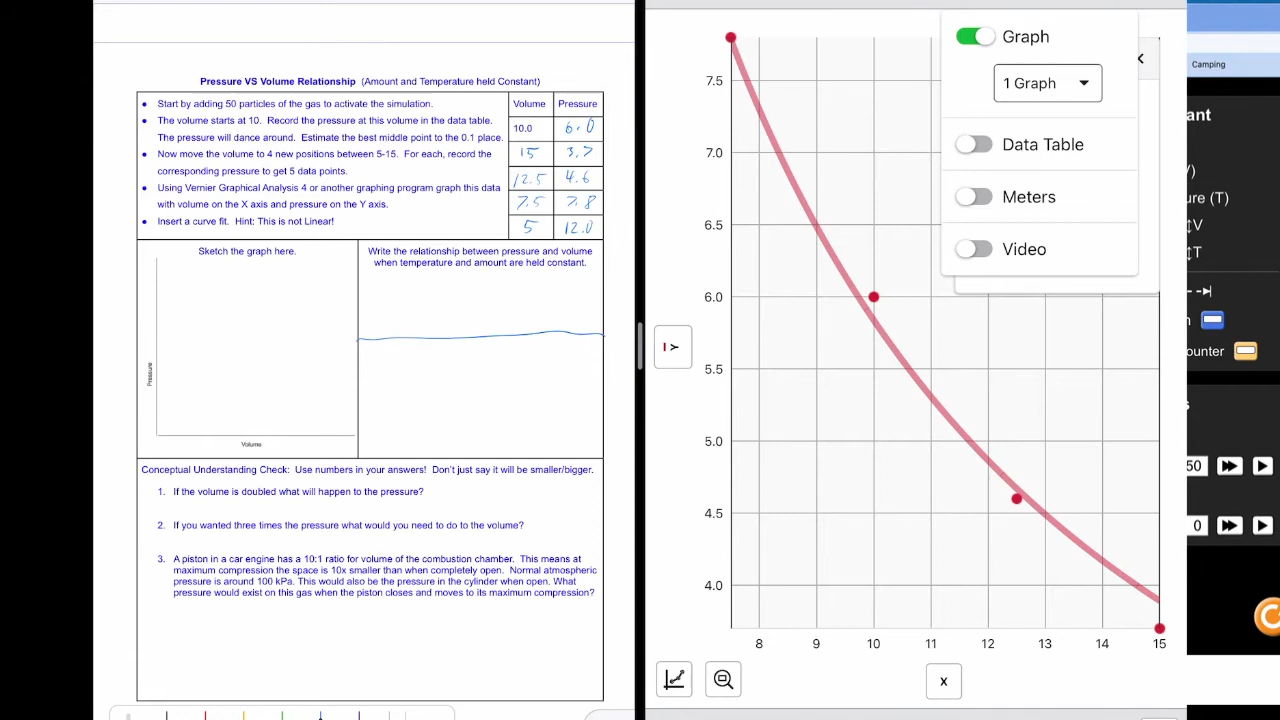 Pressure VS Volume Relationship (Amount and Temperature held Constant)
• Start by adding 50 particles of the gas to activate the simulation.
• The volume starts at 10. Record the pressure at this volume in the data table.
The pressure will dance around. Estimate the best middle point to the 0.1 place.
• Now move the volume to 4 new positions between 5-15. For each, record the
corresponding pressure to get 5 data points.
• Using Vernier Graphical Analysis 4 or another graphing program graph this data
with volume on the X axis and pressure on the Y axis.
• Insert a curve fit. Hint: This is not Linear!
Volume Pressure
10.0 6.0
15 3.7
12.5 4.6
7.5 7.8
5 12.0
Sketch the graph here.
Pressure
Volume
Write the relationship between pressure and volume
when temperature and amount are held constant.
Conceptual Understanding Check: Use numbers in your answers! Don't just say it will be smaller/bigger.
1. If the volume is doubled what will happen to the pressure?
2. If you wanted three times the pressure what would you need to do to the volume?
3. A piston in a car engine has a 10:1 ratio for volume of the combustion chamber. This means at
maximum compression the space is 10x smaller than when completely open. Normal atmospheric
pressure is around 100 kPa. This would also be the pressure in the cylinder when open. What
pressure would exist on this gas when the piston closes and moves to its maximum compression?
7.5
7.0
6.5
6.0
5.5
5.0
4.5
4.0
Y
8 9 10 11 12 13 14 15
x
Graph
1 Graph
Data Table
Meters
Video
Camping
ant
V)
ure (T)
↕V
↕T
n
ounter
s
50
0